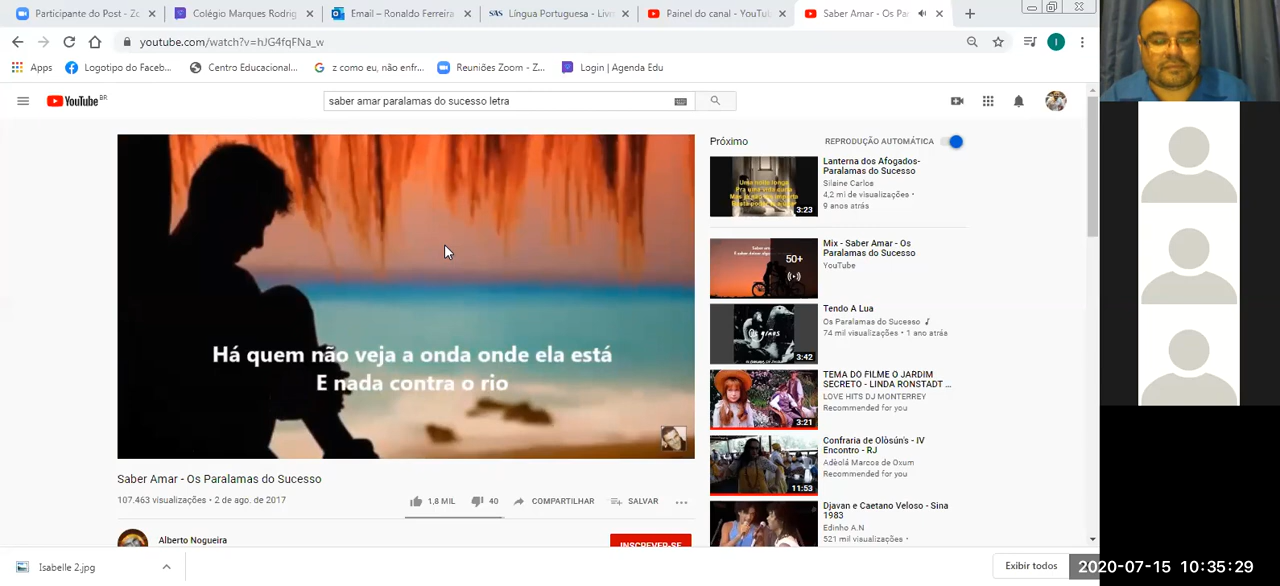 Participante do Post - Zo
Colégio Marques Rodrig
Email – Ronaldo Ferreira
SAS Língua Portuguesa - Livro
Painel do canal - YouTu
Saber Amar - Os Par
youtube.com/watch?v=hJG4fqFNa_w
I
Apps
Logotipo do Faceb...
Centro Educacional...
z como eu, não enfr...
Reuniões Zoom - Z...
Login | Agenda Edu
YouTube BR
saber amar paralamas do sucesso letra
Há quem não veja a onda onde ela está
E nada contra o rio
Saber Amar - Os Paralamas do Sucesso
107.463 visualizações • 2 de ago. de 2017
1,8 MIL
40
COMPARTILHAR
SALVAR
Alberto Nogueira
INSCREVER-SE
Próximo
REPRODUÇÃO AUTOMÁTICA
3:23
Lanterna dos Afogados-
Paralamas do Sucesso
Silaine Carlos
4,2 mi de visualizações •
9 anos atrás
50+
Mix - Saber Amar - Os
Paralamas do Sucesso
YouTube
3:42
Tendo A Lua
Os Paralamas do Sucesso
74 mil visualizações • 1 ano atrás
3:21
TEMA DO FILME O JARDIM
SECRETO - LINDA RONSTADT ...
LOVE HITS DJ MONTERREY
Recommended for you
11:53
Confraria de Olòsún's - IV
Encontro - RJ
Adèolá Marcos de Oxum
Recommended for you
Djavan e Caetano Veloso - Sina
1983
Edinho A.N
521 mil visualizações •
Isabelle 2.jpg
Exibir todos
2020-07-15 10:35:29